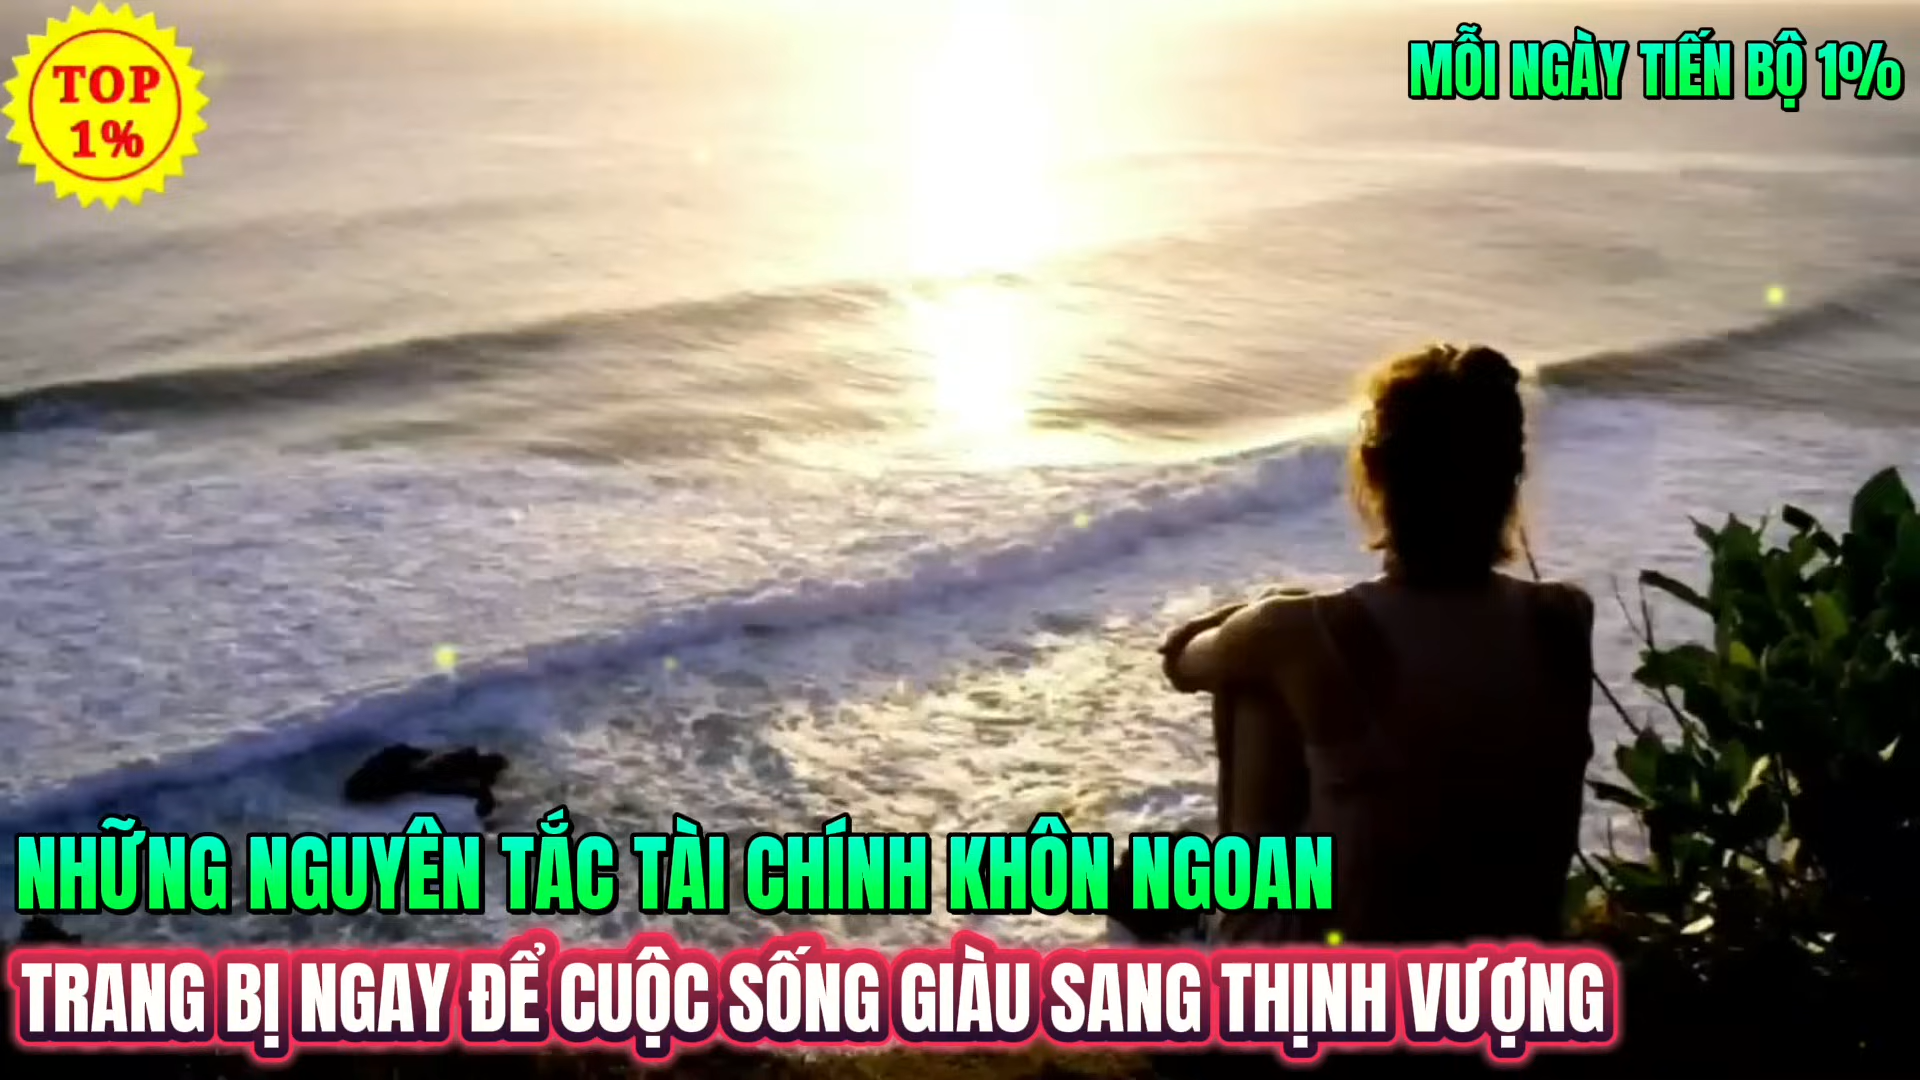 TOP
1%
MỖI NGÀY TIẾN BỘ 1%
NHỮNG NGUYÊN TẮC TÀI CHÍNH KHÔN NGOAN
TRANG BỊ NGAY ĐỂ CUỘC SỐNG GIÀU SANG THỊNH VƯỢNG